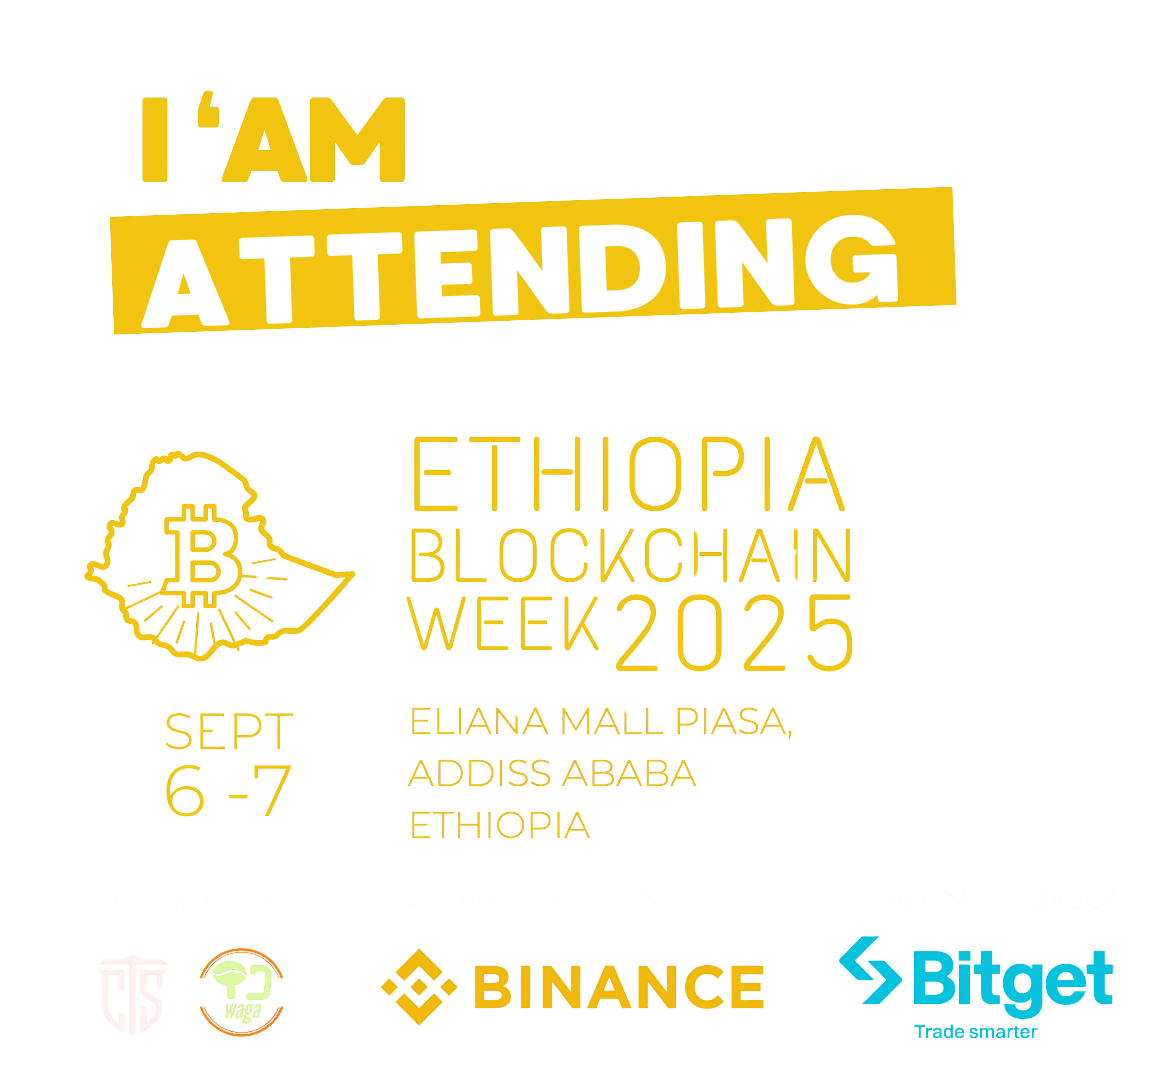 I ‘AM
ATTENDING
ETHIOPIA
BLOCKCHAIN
WEEK 2025
SEPT
6 -7
ELIANA MALL PIASA,
ADDISS ABABA
ETHIOPIA
CTS
waga
BINANCE
Bitget
Trade smarter